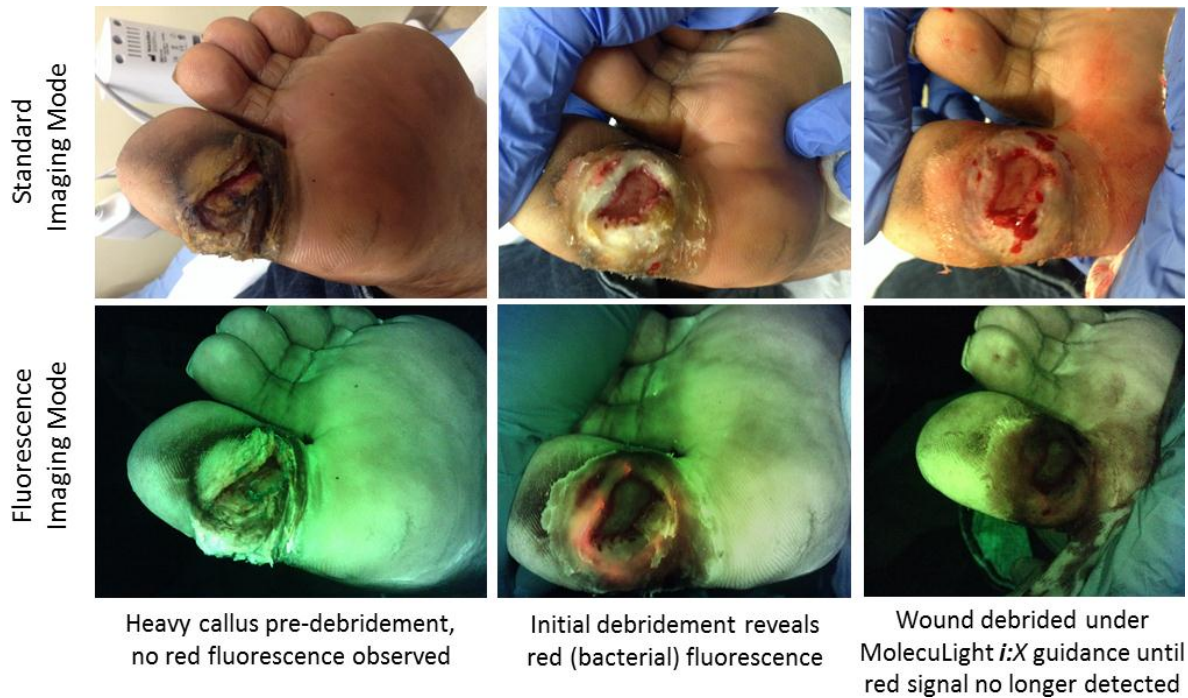 Standard
Imaging Mode
Fluorescence
Imaging Mode
Heavy callus pre-debridement,
no red fluorescence observed
Initial debridement reveals
red (bacterial) fluorescence
Wound debrided under
MolecuLight i:X guidance until
red signal no longer detected